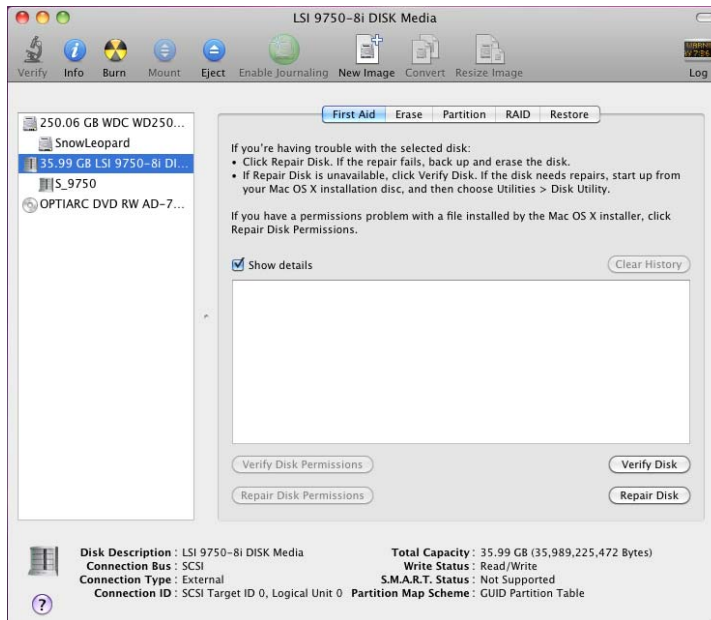 LSI 9750-8i DISK Media
Verify Info Burn Mount Eject Enable Journaling New Image Convert Resize Image Log
250.06 GB WDC WD250...
SnowLeopard
35.99 GB LSI 9750-8i DI...
S_9750
OPTIARC DVD RW AD-7...
First Aid Erase Partition RAID Restore
If you're having trouble with the selected disk:
• Click Repair Disk. If the repair fails, back up and erase the disk.
• If Repair Disk is unavailable, click Verify Disk. If the disk needs repairs, start up from
your Mac OS X installation disc, and then choose Utilities > Disk Utility.
If you have a permissions problem with a file installed by the Mac OS X installer, click
Repair Disk Permissions.
Show details
Clear History
Verify Disk Permissions
Verify Disk
Repair Disk Permissions
Repair Disk
Disk Description : LSI 9750-8i DISK Media
Connection Bus : SCSI
Connection Type : External
Connection ID : SCSI Target ID 0, Logical Unit 0
Total Capacity : 35.99 GB (35,989,225,472 Bytes)
Write Status : Read/Write
S.M.A.R.T. Status : Not Supported
Partition Map Scheme : GUID Partition Table
?